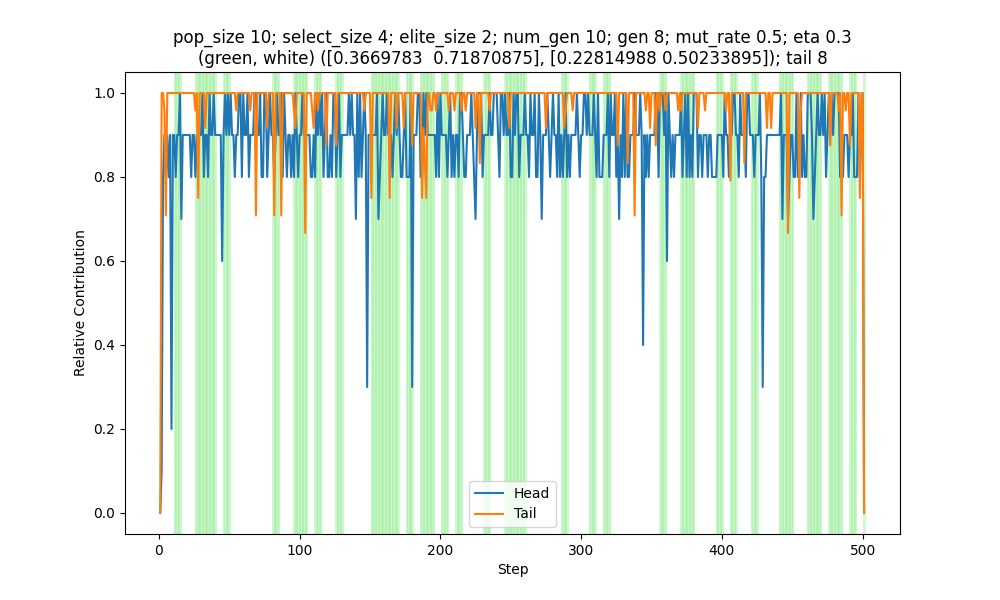 pop_size 10; select_size 4; elite_size 2; num_gen 10; gen 8; mut_rate 0.5; eta 0.3
(green, white) ([0.3669783  0.71870875], [0.22814988 0.50233895]); tail 8
Relative Contribution
1.0
0.8
0.6
0.4
0.2
0.0
Head
Tail
0
100
200
300
400
500
Step